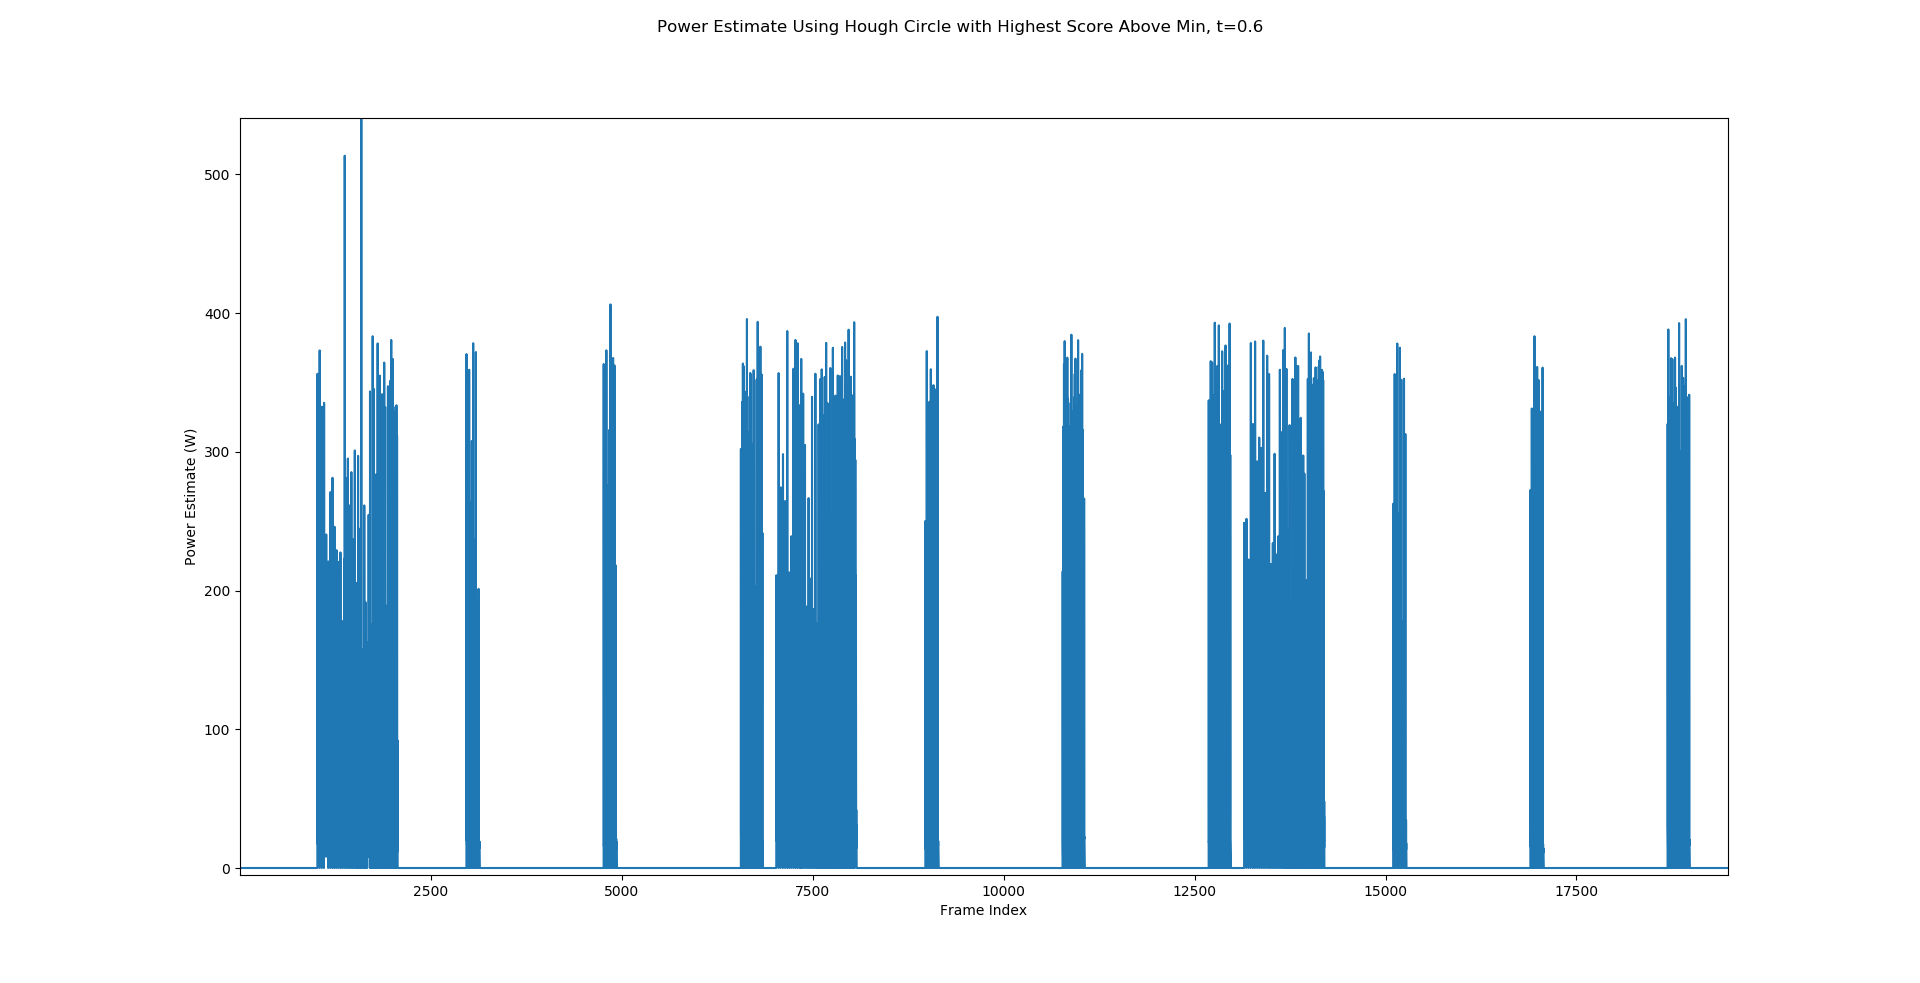 Power Estimate Using Hough Circle with Highest Score Above Min, t=0.6
500
400
300
200
100
0
Power Estimate (W)
2500 5000 7500 10000 12500 15000 17500
Frame Index